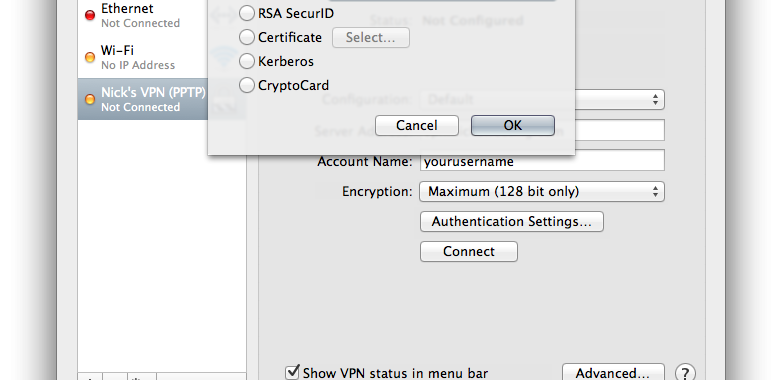 Ethernet
Not Connected
Wi-Fi
No IP Address
Nick's VPN (PPTP)
Not Connected
RSA SecurID
Certificate Select...
Kerberos
CryptoCard
Cancel OK
Status: Not Configured
Configuration: Default
Account Name: yourusername
Encryption: Maximum (128 bit only)
Authentication Settings...
Connect
Show VPN status in menu bar
Advanced... ?